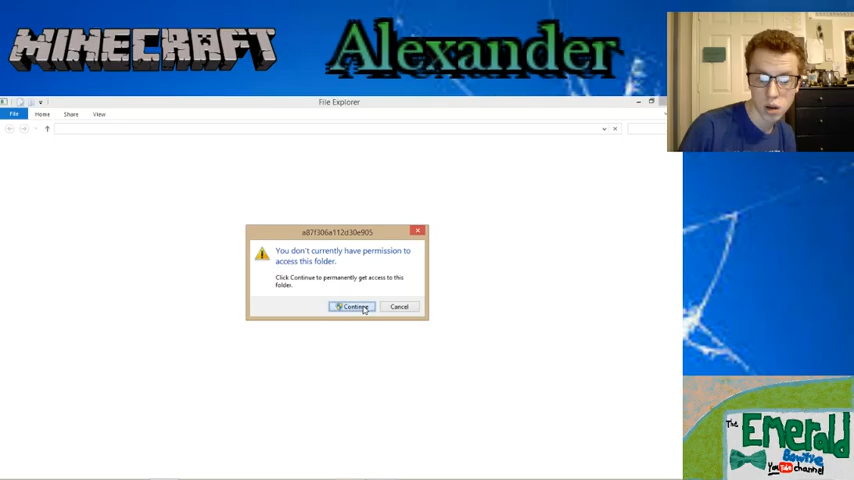 MINECRAFT
Alexander
File Explorer
File
Home
Share
View
a87f306a112d30e905
You don't currently have permission to
access this folder.
Click Continue to permanently get access to this
folder.
Continue
Cancel
The
Emerald
Bowtie
YouTube channel